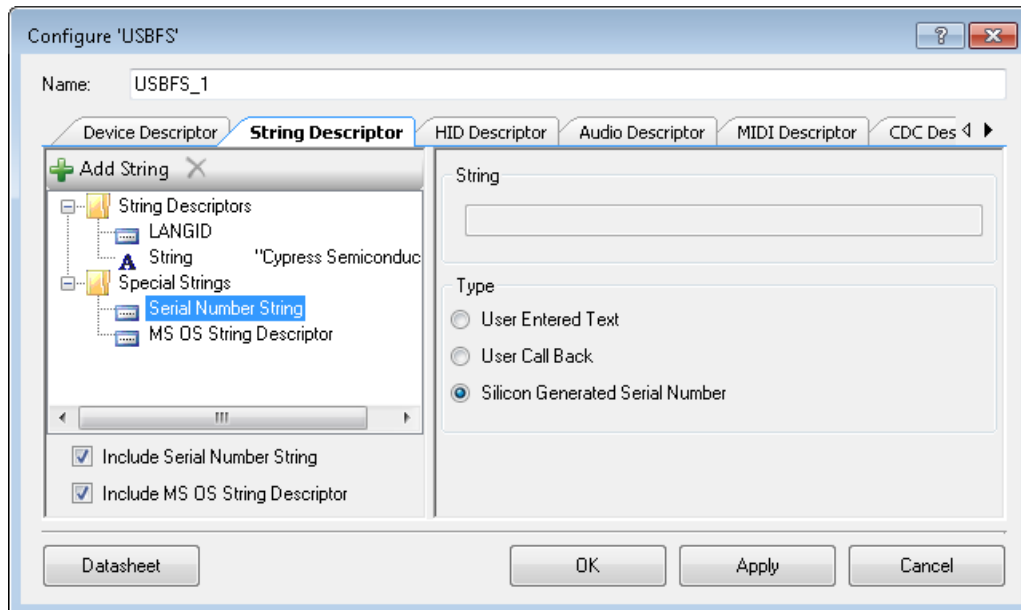 Configure 'USBFS'
Name: USBFS_1
Device Descriptor String Descriptor HID Descriptor Audio Descriptor MIDI Descriptor CDC Des
Add String
String Descriptors
LANGID
String "Cypress Semiconduc
Special Strings
Serial Number String
MS OS String Descriptor
Include Serial Number String
Include MS OS String Descriptor
String
Type
User Entered Text
User Call Back
Silicon Generated Serial Number
Datasheet OK Apply Cancel